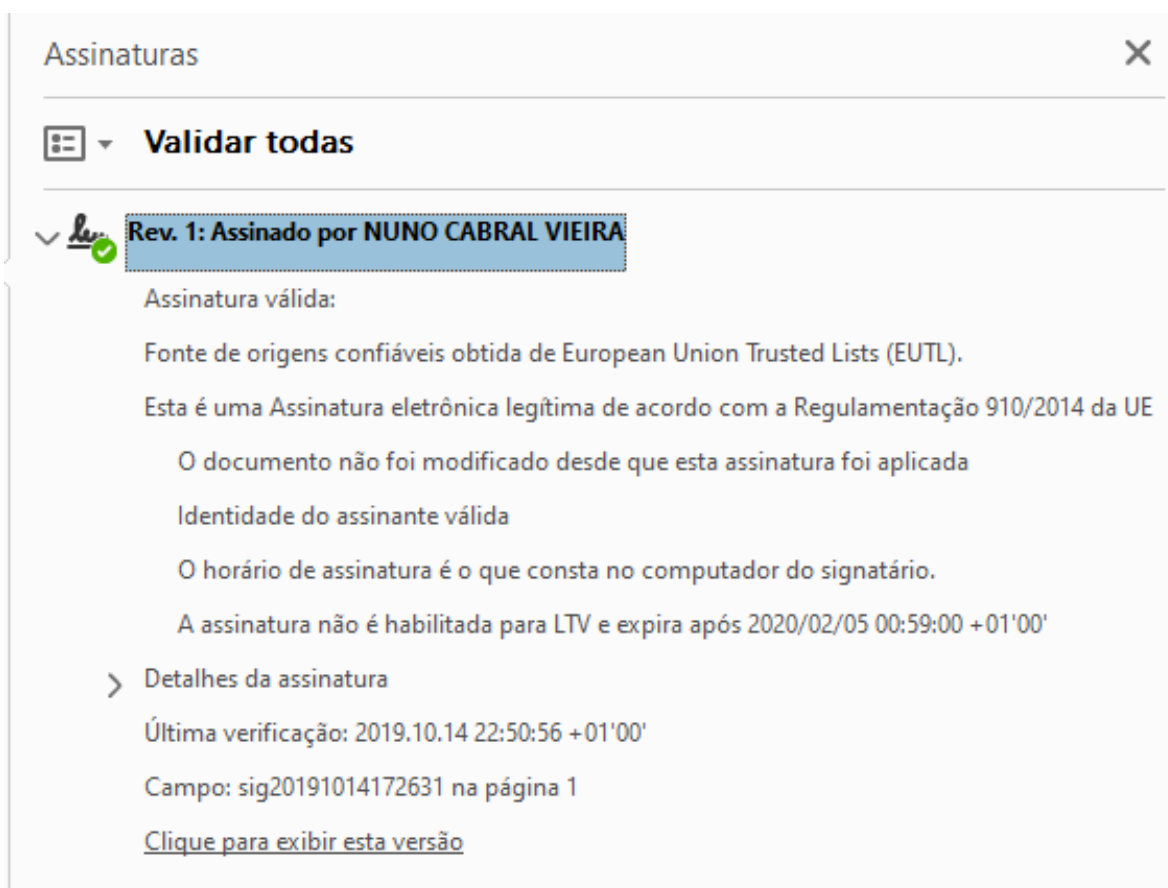 Assinaturas
Validar todas
Rev. 1: Assinado por NUNO CABRAL VIEIRA
Assinatura válida:
Fonte de origens confiáveis obtida de European Union Trusted Lists (EUTL).
Esta é uma Assinatura eletrônica legítima de acordo com a Regulamentação 910/2014 da UE
O documento não foi modificado desde que esta assinatura foi aplicada
Identidade do assinante válida
O horário de assinatura é o que consta no computador do signatário.
A assinatura não é habilitada para LTV e expira após 2020/02/05 00:59:00 +01'00'
Detalhes da assinatura
Última verificação: 2019.10.14 22:50:56 +01'00'
Campo: sig20191014172631 na página 1
Clique para exibir esta versão